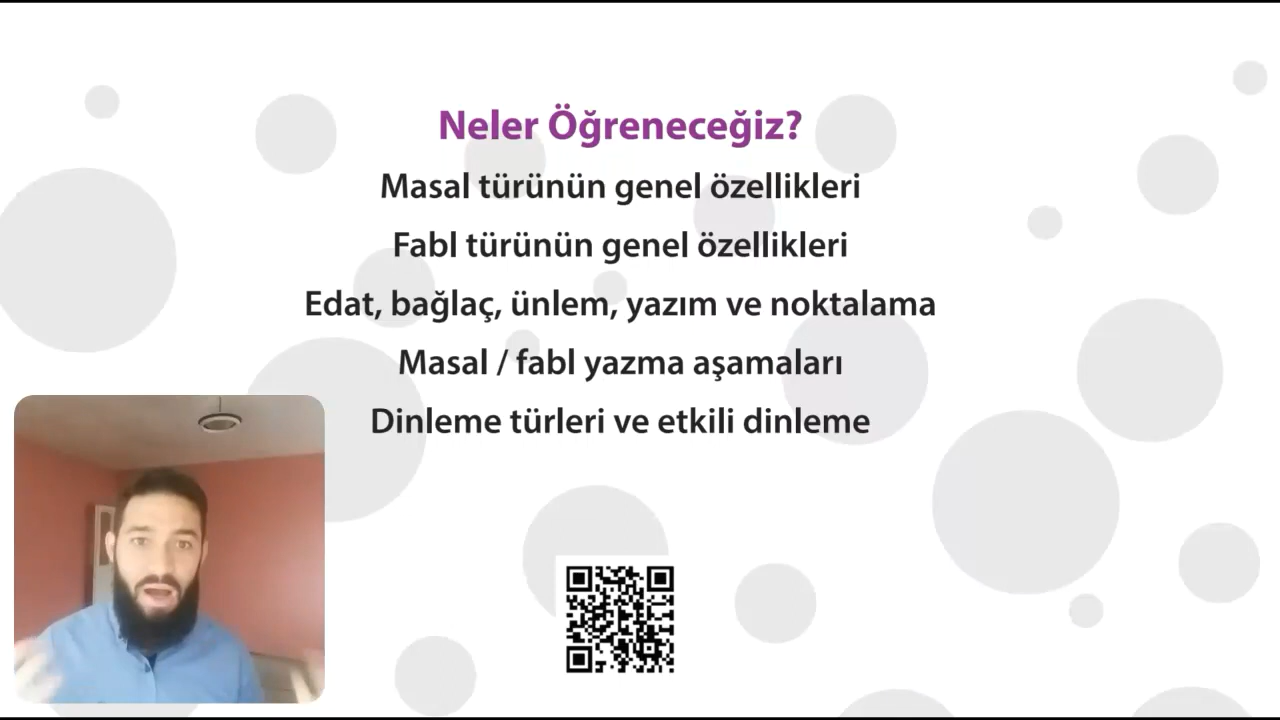 Neler Öğreneceğiz?
Masal türünün genel özellikleri
Fabl türünün genel özellikleri
Edat, bağlaç, ünlem, yazım ve noktalama
Masal / fabl yazma aşamaları
Dinleme türleri ve etkili dinleme